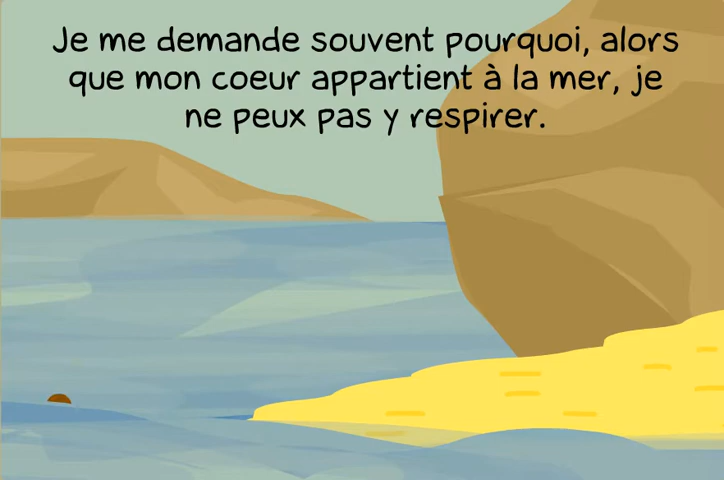 Je me demande souvent pourquoi, alors
que mon coeur appartient à la mer, je
ne peux pas y respirer.